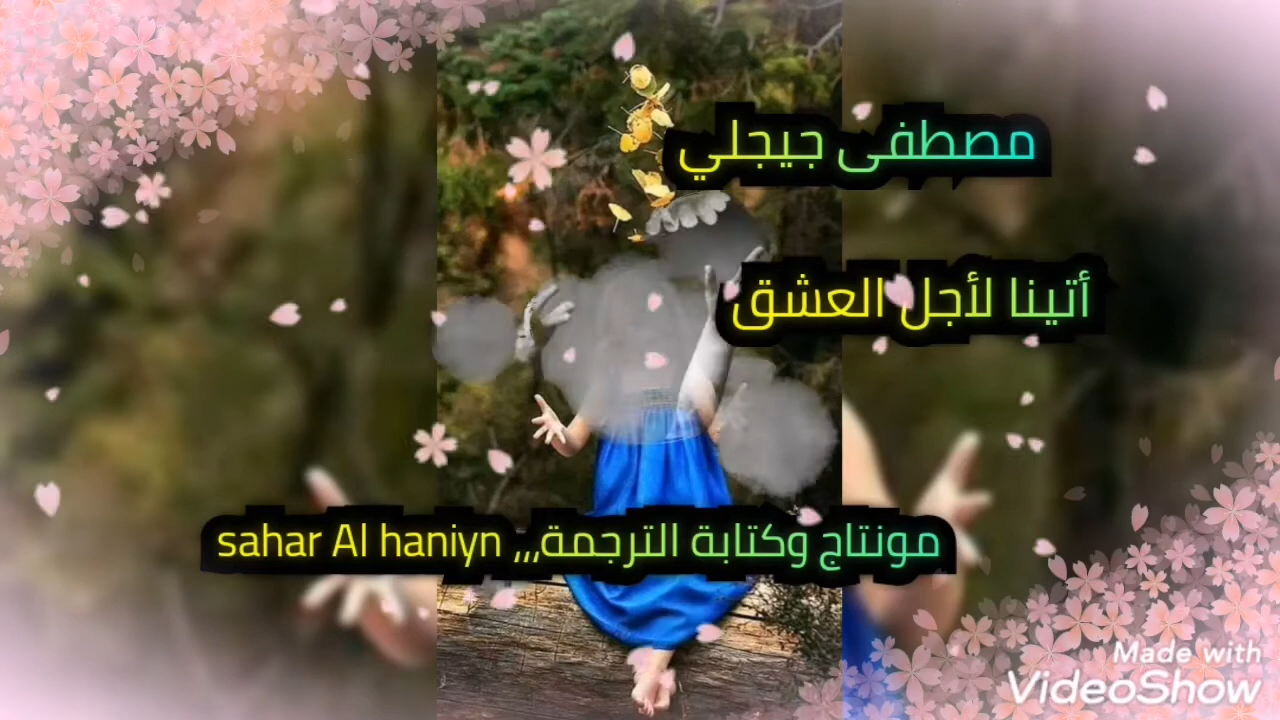 مصطفى جيجلي
أتينا لأجل العشق
مونتاج وكتابة الترجمة,,, sahar Al haniyn
Made with
VideoShow